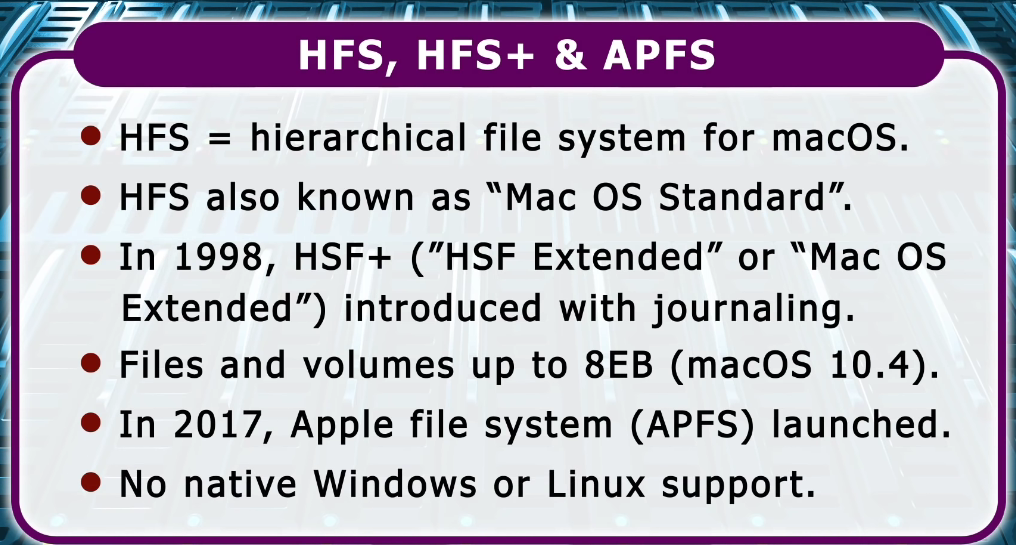 HFS, HFS+ & APFS
● HFS = hierarchical file system for macOS.
● HFS also known as “Mac OS Standard”.
● In 1998, HSF+ (”HSF Extended” or “Mac OS
Extended”) introduced with journaling.
● Files and volumes up to 8EB (macOS 10.4).
● In 2017, Apple file system (APFS) launched.
● No native Windows or Linux support.